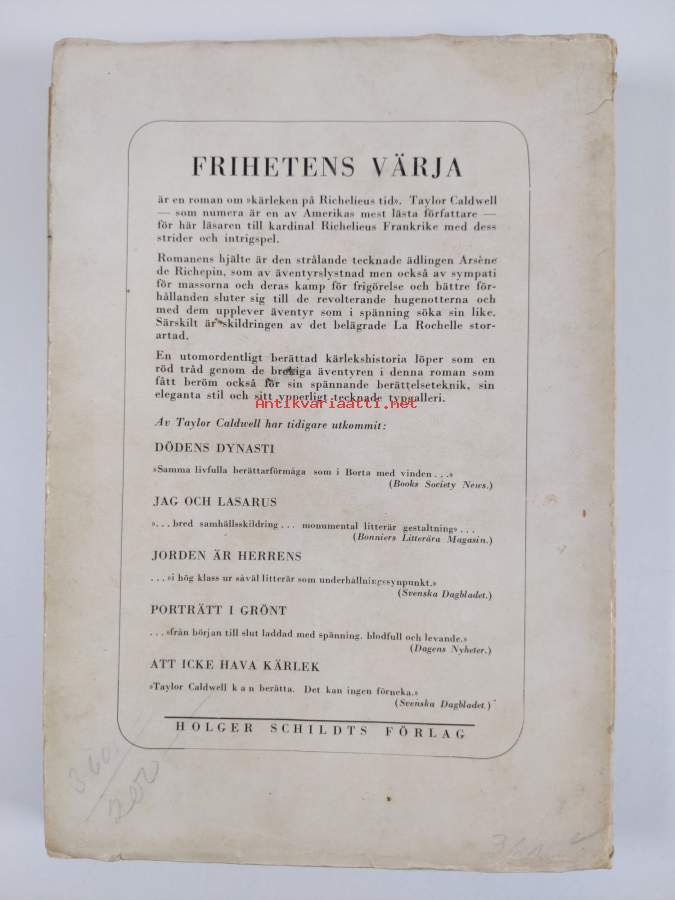 FRIHETENS VÄRJA
är en roman om »kärleken på Richelieus tid». Taylor Caldwell
— som numera är en av Amerikas mest lästa författare —
för här läsaren till kardinal Richelieus Frankrike med dess
strider och intrigspel.
Romanens hjälte är den strålande tecknade ädlingen Arsène
de Richepin, som av äventyrslystnad men också av sympati
för massorna och deras kamp för frigörelse och bättre för-
hållanden sluter sig till de revolterande hugenotterna och
med dem upplever äventyr som i spänning söka sin like.
Särskilt är skildringen av det belägrade La Rochelle stor-
artad.
En utomordentligt berättad kärlekshistoria löper som en
röd tråd genom de brokiga äventyren i denna roman som
fått beröm också för sin spännande berättelseteknik, sin
eleganta stil och sitt ypperligt tecknade typgalleri.
Antikvariaatti.net
Av Taylor Caldwell har tidigare utkommit:
DÖDENS DYNASTI
»Samma livfulla berättarförmåga som i Borta med vinden . . .»
(Books Society News.)
JAG OCH LASARUS
». . . bred samhällsskildring . . . monumental litterär gestaltning» . . .
(Bonniers Litterära Magasin.)
JORDEN ÄR HERRENS
. . . »i hög klass ur såväl litterär som underhållningssynpunkt.»
(Svenska Dagbladet.)
PORTRÄTT I GRÖNT
. . . »från början till slut laddad med spänning, blodfull och levande.»
(Dagens Nyheter.)
ATT ICKE HAVA KÄRLEK
»Taylor Caldwell k a n berätta. Det kan ingen förneka.»
(Svenska Dagbladet.)
HOLGER SCHILDTS FÖRLAG
360.
202